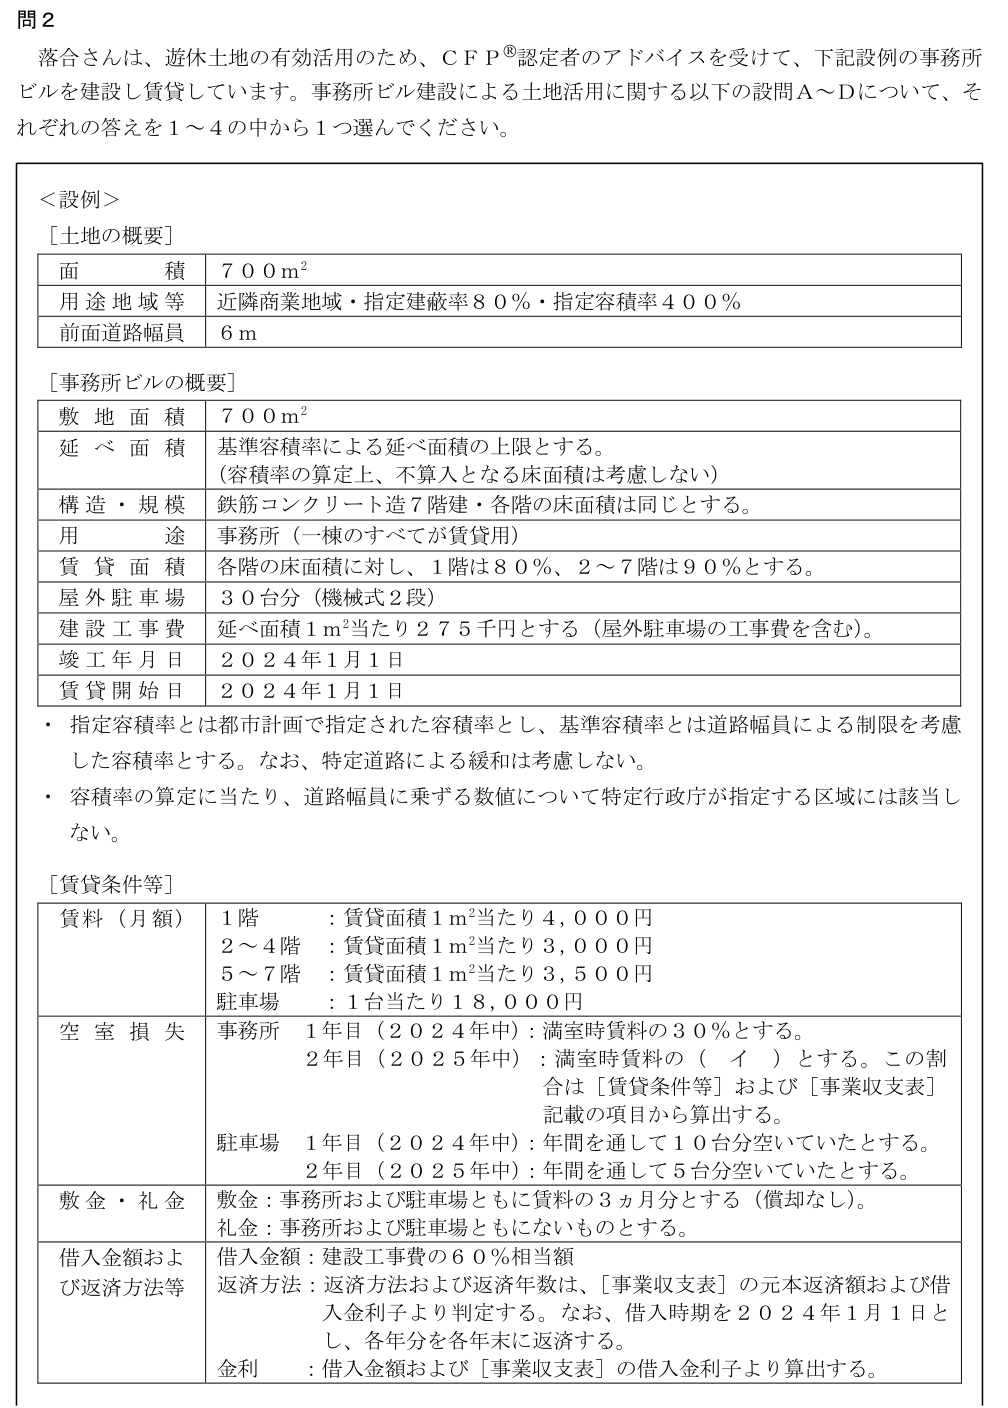 問２
落合さんは、遊休土地の有効活用のため、ＣＦＰ®認定者のアドバイスを受けて、下記設例の事務所
ビルを建設し賃貸しています。事務所ビル建設による土地活用に関する以下の設問Ａ～Ｄについて、そ
れぞれの答えを１～４の中から１つ選んでください。
＜設例＞
［土地の概要］
面積 ７００m²
用途地域等 近隣商業地域・指定建蔽率８０％・指定容積率４００％
前面道路幅員 ６m
［事務所ビルの概要］
敷地面積 ７００m²
延べ面積 基準容積率による延べ面積の上限とする。
（容積率の算定上、不算入となる床面積は考慮しない）
構造・規模 鉄筋コンクリート造７階建・各階の床面積は同じとする。
用途 事務所（一棟のすべてが賃貸用）
賃貸面積 各階の床面積に対し、１階は８０％、２～７階は９０％とする。
屋外駐車場 ３０台分（機械式２段）
建設工事費 延べ面積１m²当たり２７５千円とする（屋外駐車場の工事費を含む）。
竣工年月日 ２０２４年１月１日
賃貸開始日 ２０２４年１月１日
・ 指定容積率とは都市計画で指定された容積率とし、基準容積率とは道路幅員による制限を考慮
した容積率とする。なお、特定道路による緩和は考慮しない。
・ 容積率の算定に当たり、道路幅員に乗ずる数値について特定行政庁が指定する区域には該当し
ない。
［賃貸条件等］
賃料（月額） １階 ：賃貸面積１m²当たり４，０００円
２～４階 ：賃貸面積１m²当たり３，０００円
５～７階 ：賃貸面積１m²当たり３，５００円
駐車場 ：１台当たり１８，０００円
空室損失 事務所 １年目（２０２４年中）：満室時賃料の３０％とする。
２年目（２０２５年中）：満室時賃料の（ イ ）とする。この割
合は［賃貸条件等］および［事業収支表］
記載の項目から算出する。
駐車場 １年目（２０２４年中）：年間を通して１０台分空いていたとする。
２年目（２０２５年中）：年間を通して５台分空いていたとする。
敷金・礼金 敷金：事務所および駐車場ともに賃料の３ヵ月分とする（償却なし）。
礼金：事務所および駐車場ともにないものとする。
借入金額およ 借入金額：建設工事費の６０％相当額
び返済方法等 返済方法：返済方法および返済年数は、［事業収支表］の元本返済額および借
入金利子より判定する。なお、借入時期を２０２４年１月１日と
し、各年分を各年末に返済する。
金利 ：借入金額および［事業収支表］の借入金利子より算出する。